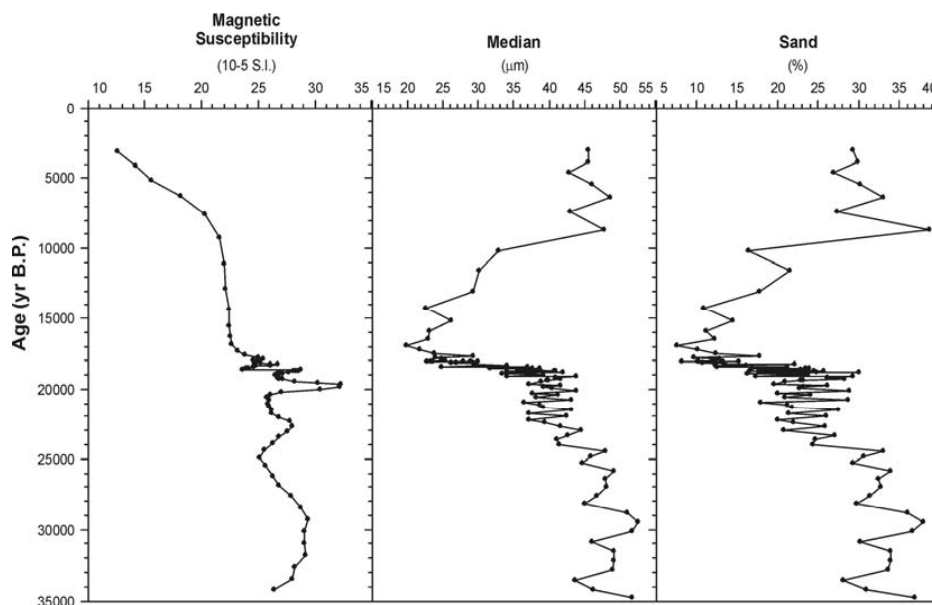 Magnetic
Susceptibility
(10-5 S.I.)
Median
(μm)
Sand
(%)
10 15 20 25 30 35
15 20 25 30 35 40 45 50 55
5 10 15 20 25 30 35 40
Age (yr B.P.)
0
5000
10000
15000
20000
25000
30000
35000